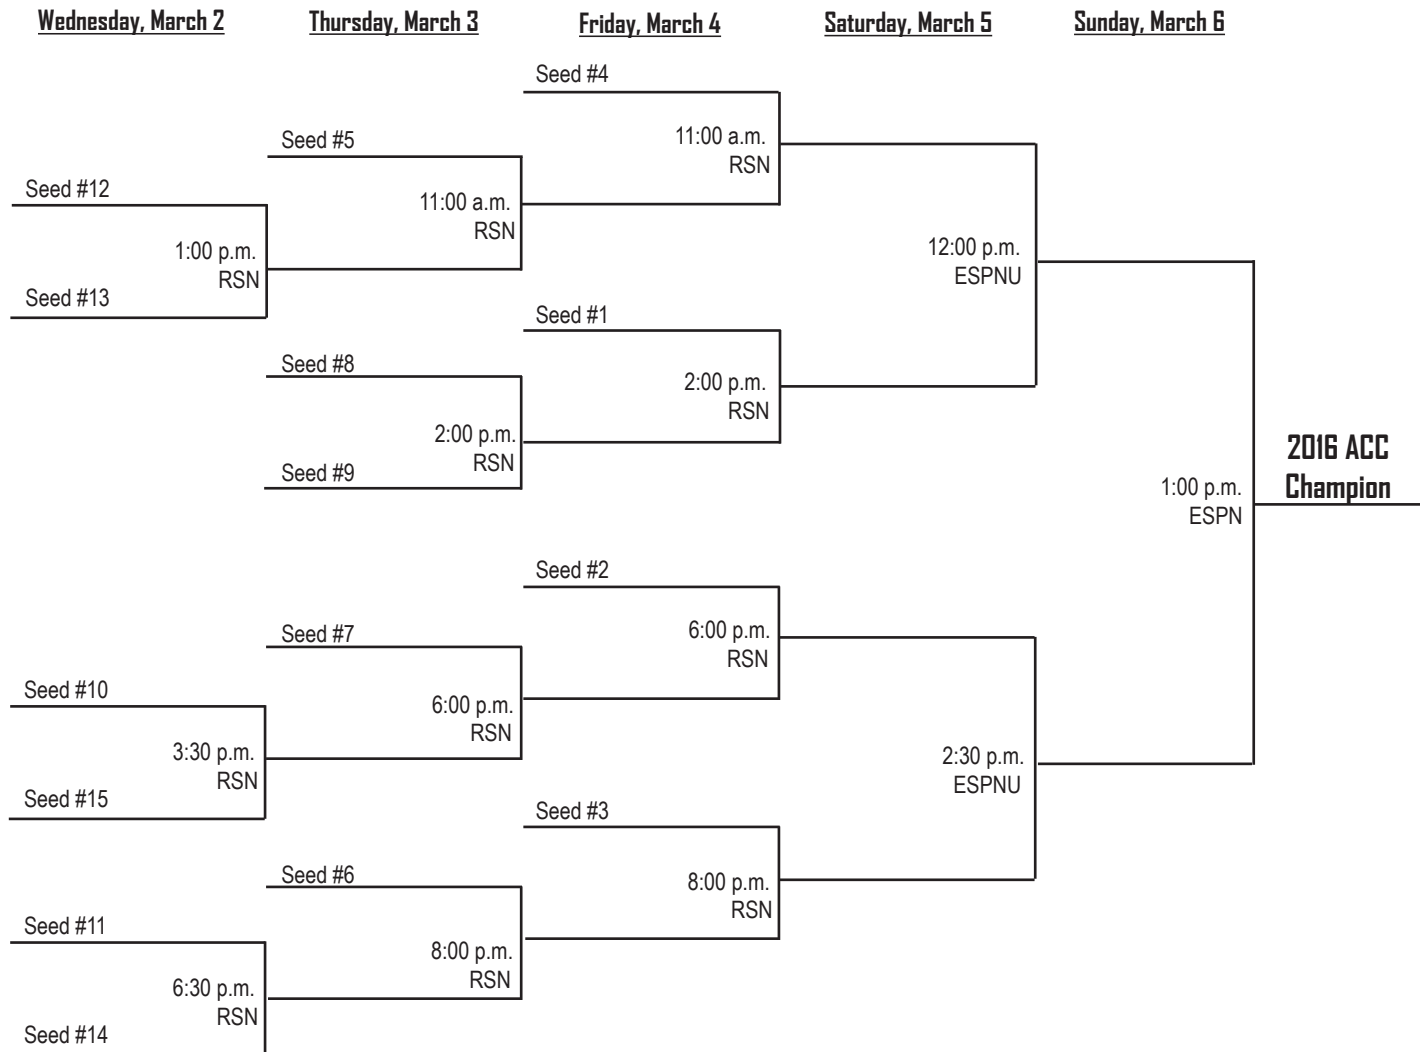 Wednesday, March 2
Thursday, March 3
Friday, March 4
Saturday, March 5
Sunday, March 6
Seed #4
11:00 a.m.
RSN
Seed #5
Seed #12
11:00 a.m.
RSN
1:00 p.m.
RSN
12:00 p.m.
ESPNU
Seed #13
Seed #1
Seed #8
2:00 p.m.
RSN
2:00 p.m.
RSN
Seed #9
2016 ACC
Champion
1:00 p.m.
ESPN
Seed #2
Seed #7
6:00 p.m.
RSN
Seed #10
6:00 p.m.
RSN
3:30 p.m.
RSN
2:30 p.m.
ESPNU
Seed #15
Seed #3
Seed #6
8:00 p.m.
RSN
Seed #11
8:00 p.m.
RSN
6:30 p.m.
RSN
Seed #14